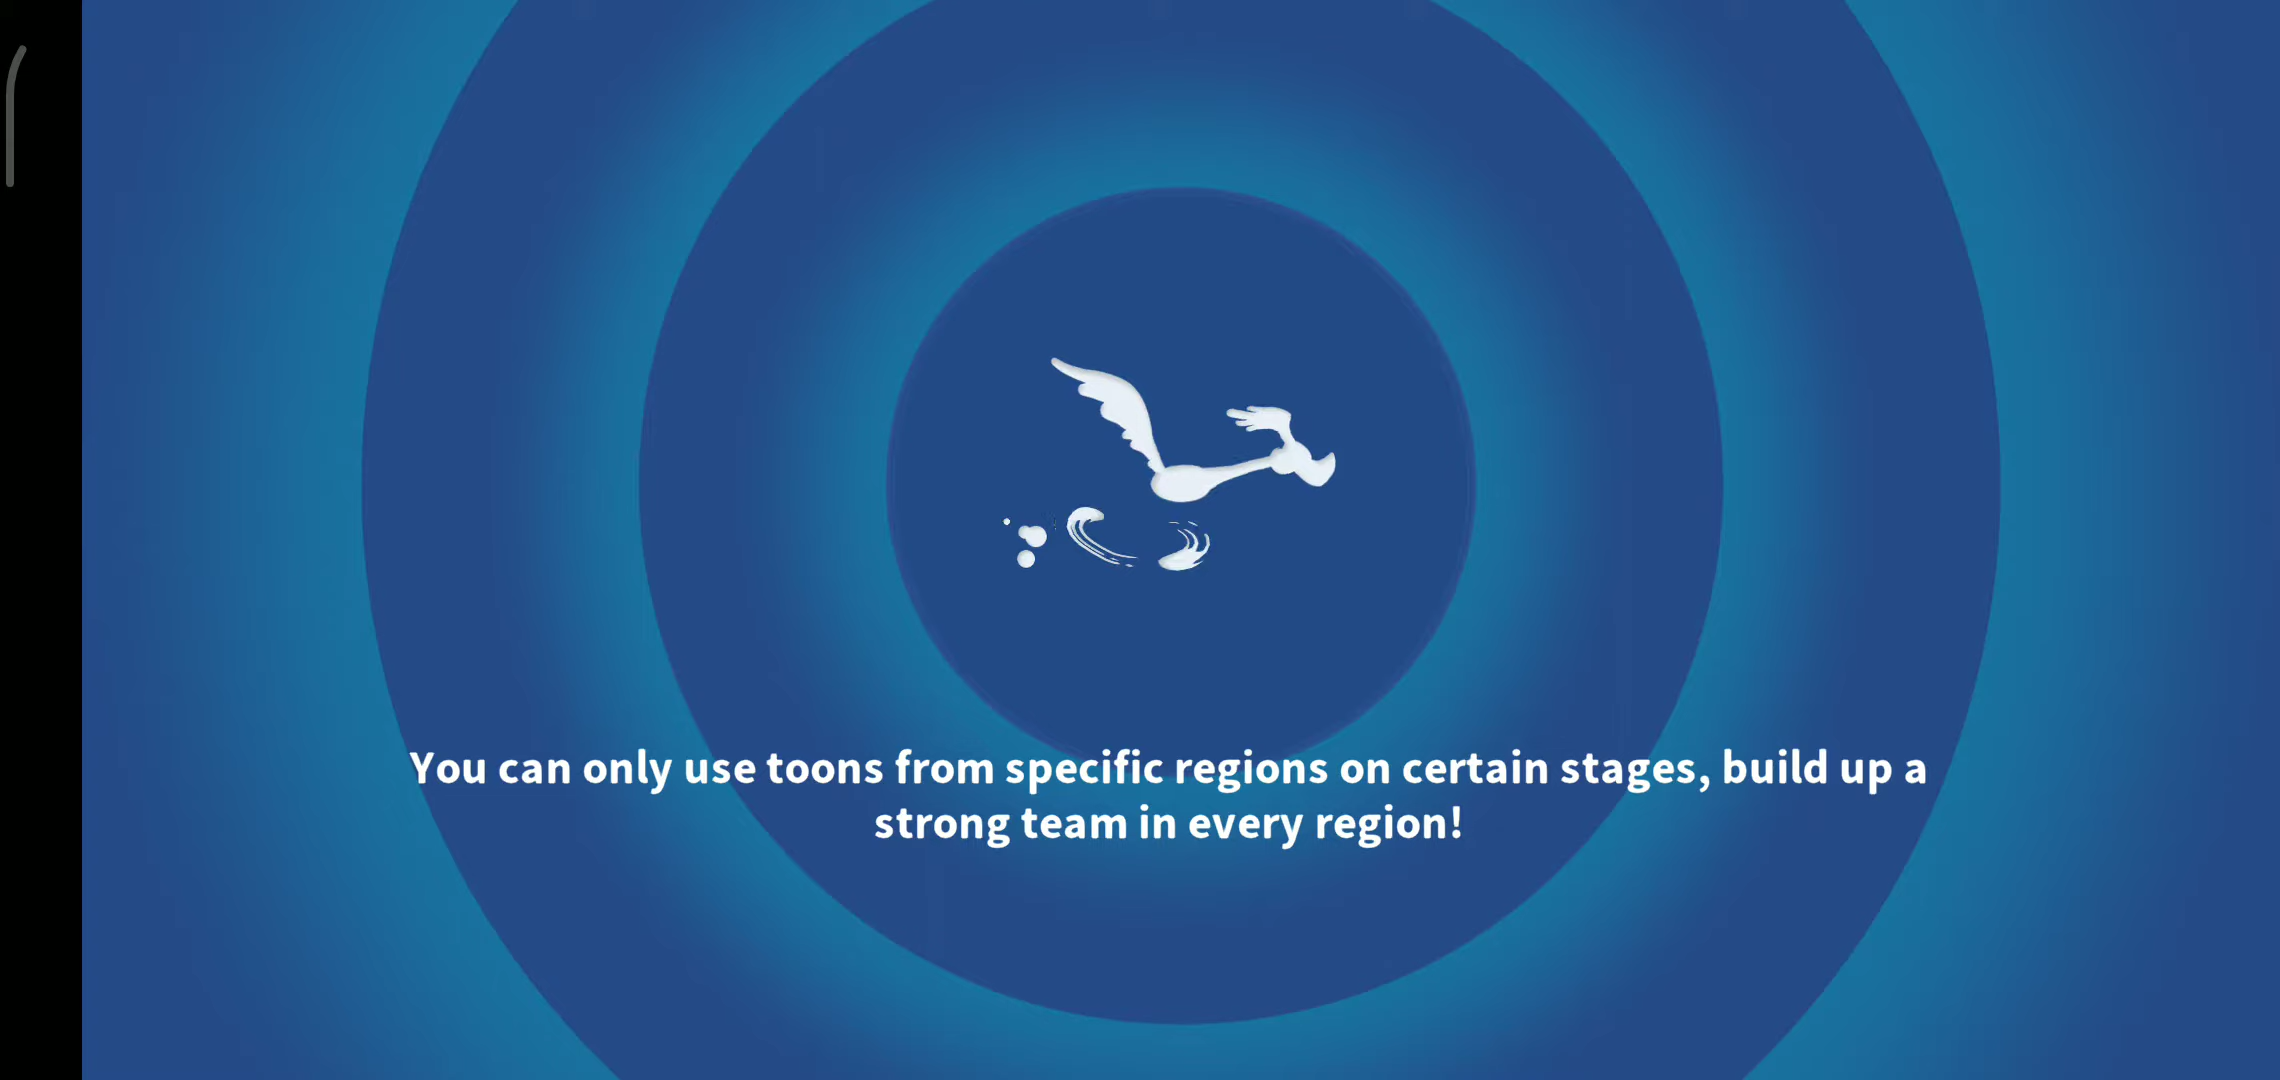 You can only use toons from specific regions on certain stages, build up a
strong team in every region!